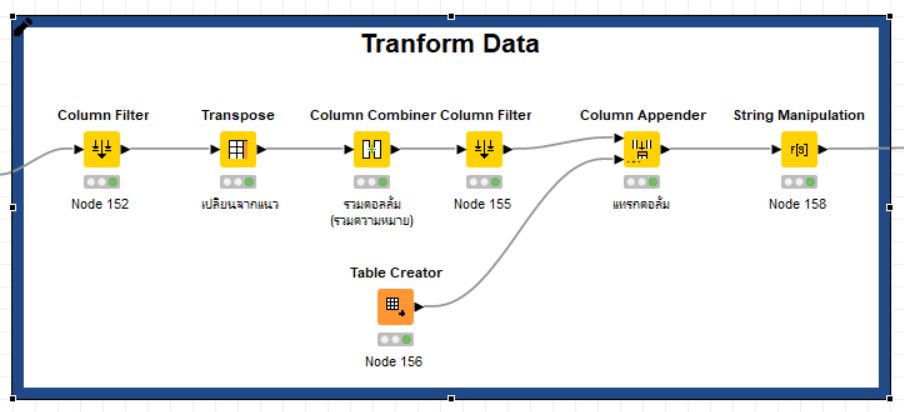 Tranform Data
Column Filter
Transpose
Column Combiner
Column Filter
Column Appender
String Manipulation
Node 152
เปลี่ยนจากแนว
รวมคอลลัม
(รวมความหมาย)
Node 155
แทรกคอลัม
Node 158
Table Creator
Node 156